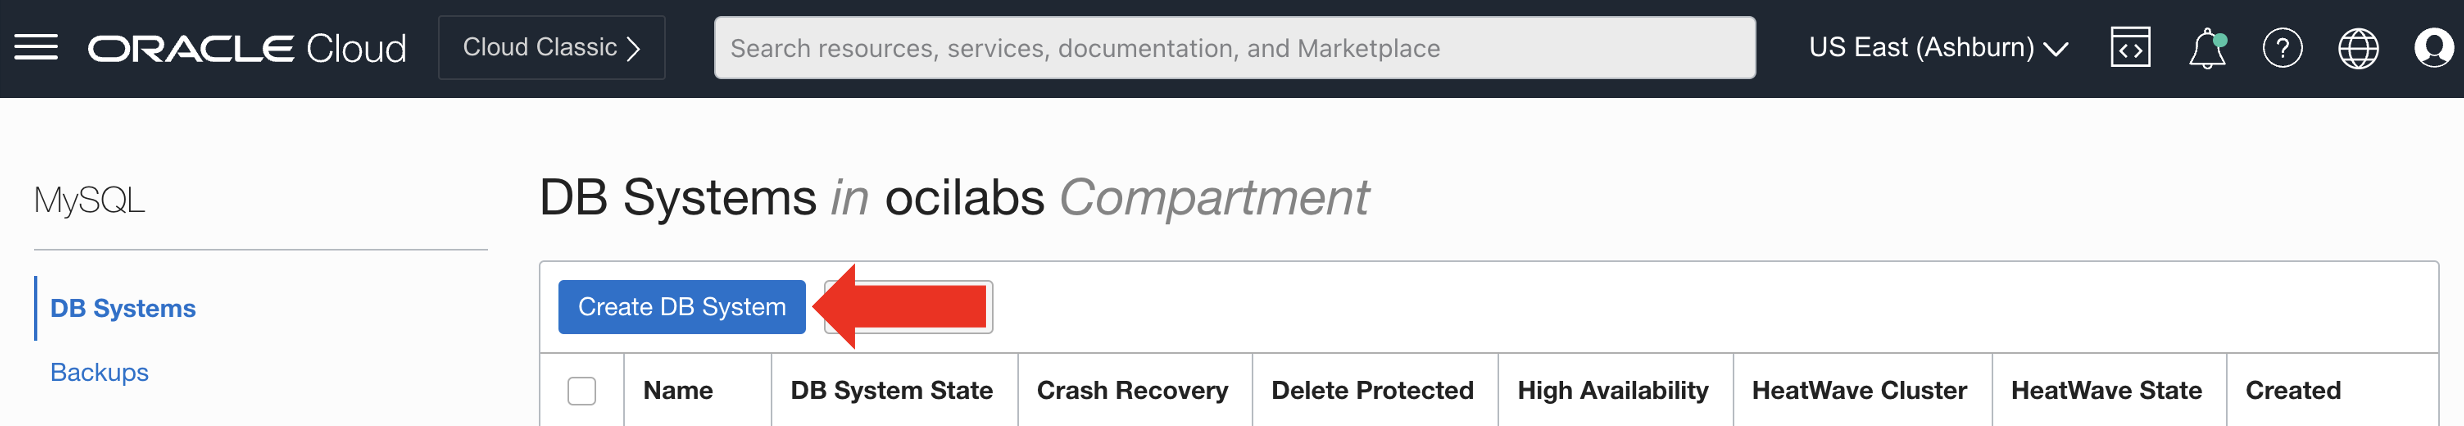 ORACLE Cloud
Cloud Classic
Search resources, services, documentation, and Marketplace
US East (Ashburn)
MySQL
DB Systems
Backups
DB Systems in ocilabs Compartment
Create DB System
Name DB System State Crash Recovery Delete Protected High Availability HeatWave Cluster HeatWave State Created